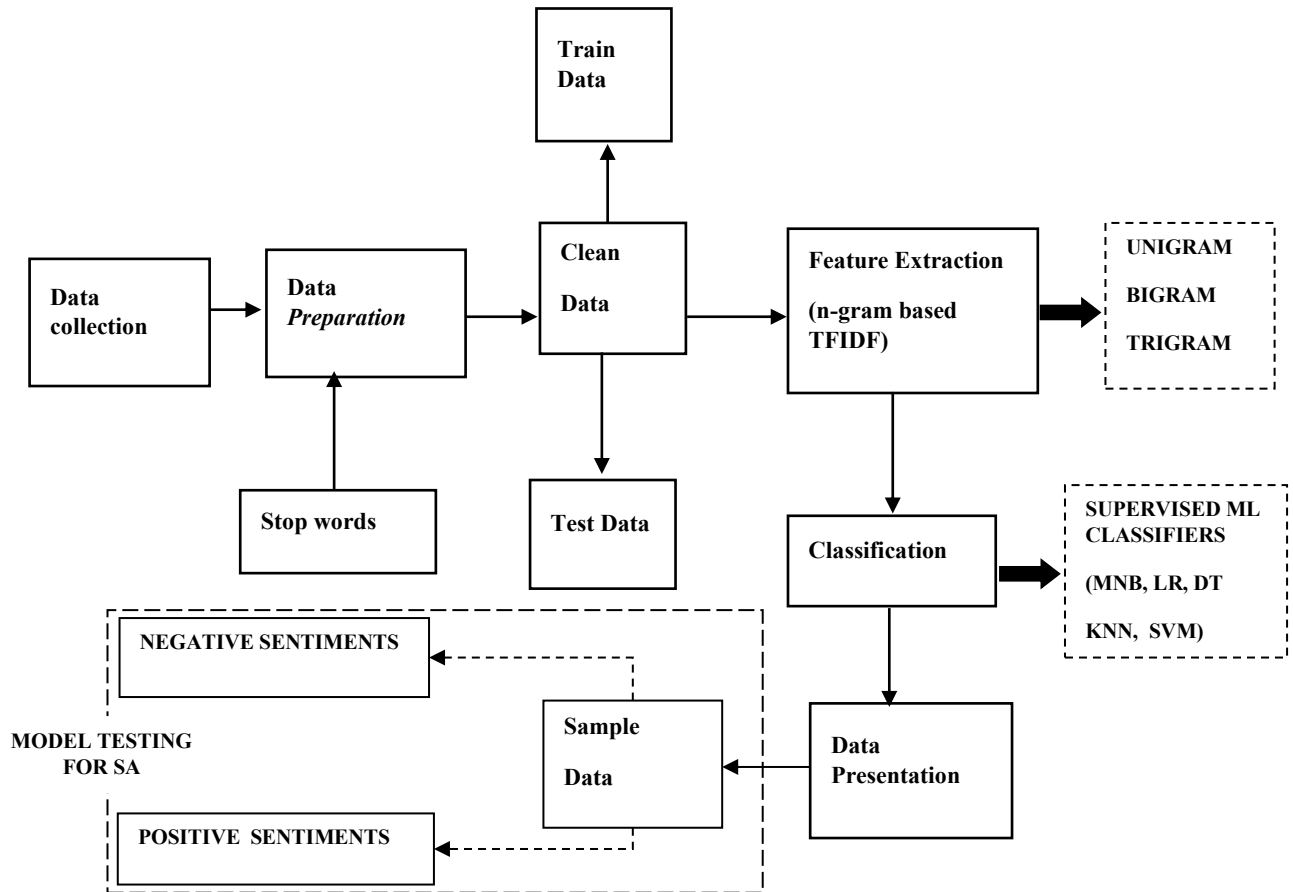 Train
Data
Clean
Data
Feature Extraction
(n-gram based
TFIDF)
UNIGRAM
BIGRAM
TRIGRAM
Data
collection
Data
Preparation
Stop words
Test Data
Classification
SUPERVISED ML
CLASSIFIERS
(MNB, LR, DT
KNN, SVM)
NEGATIVE SENTIMENTS
Sample
Data
Data
Presentation
MODEL TESTING
FOR SA
POSITIVE SENTIMENTS